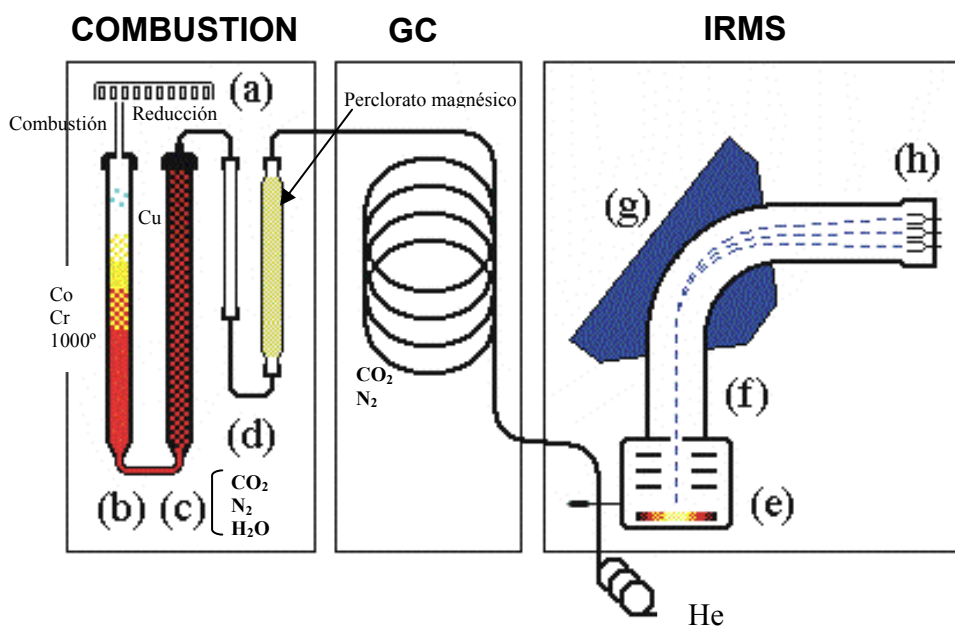 COMBUSTION
GC
IRMS
(a)
Reducción
Combustión
Perclorato magnésico
Cu
Co
Cr
1000º
(b)
(c)
(d)
CO₂
N₂
H₂O
CO₂
N₂
(g)
(h)
(f)
(e)
He